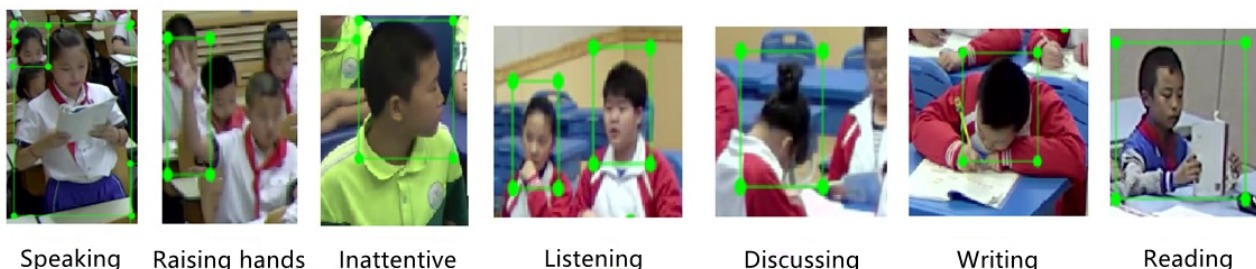 Speaking
Raising hands
Inattentive
Listening
Discussing
Writing
Reading